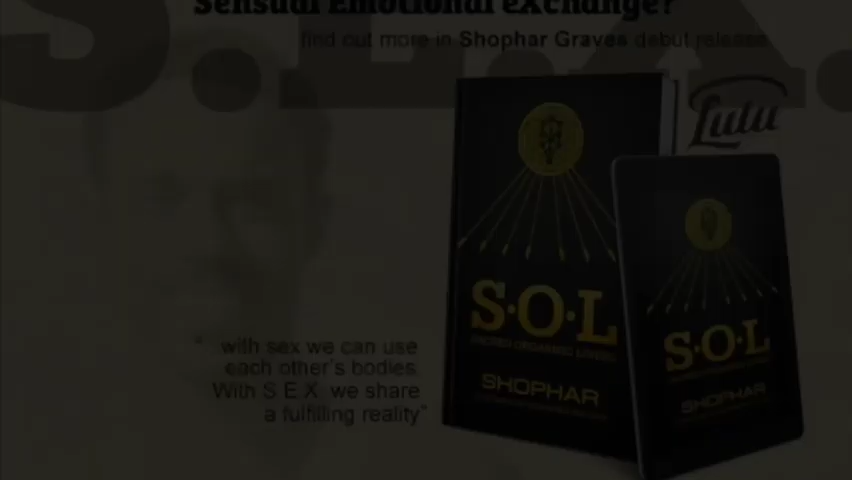 Sensual Emotional eXchange?
find out more in Shophar Graves debut release
S.E.X.
Lulu
S·O·L
SHOPHAR
S·O·L
SHOPHAR
"...with sex we can use
each other's bodies.
With S.E.X. we share
a fulfilling reality"